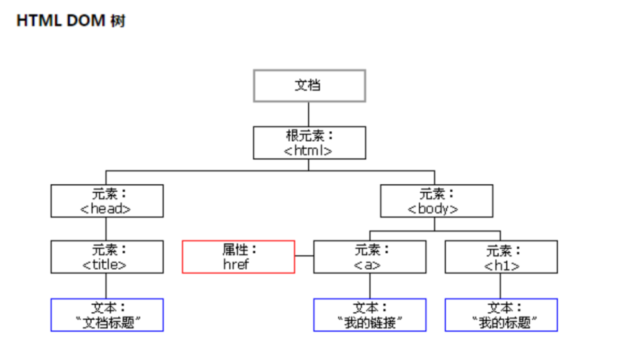 HTML DOM 树
文档
根元素：
<html>
元素：
<head>
元素：
<body>
元素：
<title>
属性：
href
元素：
<a>
元素：
<h1>
文本：
“文档标题”
文本：
“我的链接”
文本：
“我的标题”